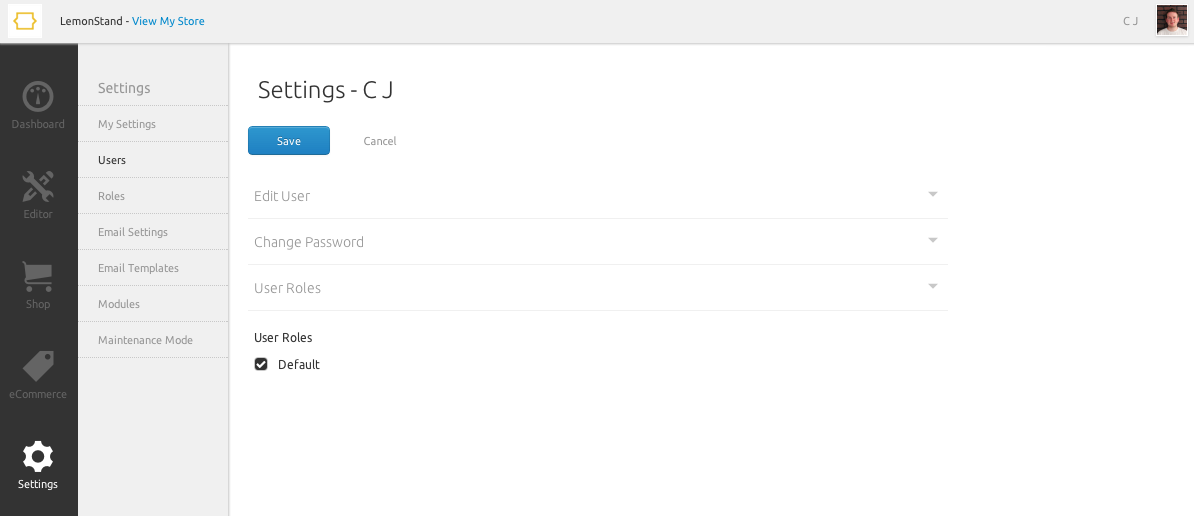 LemonStand - View My Store
C J
Dashboard
Editor
Shop
eCommerce
Settings
Settings
My Settings
Users
Roles
Email Settings
Email Templates
Modules
Maintenance Mode
Settings - C J
Save Cancel
Edit User
Change Password
User Roles
User Roles
Default